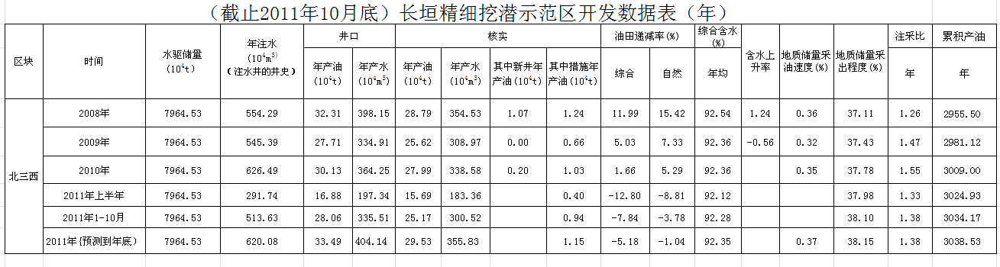 （截止2011年10月底）长垣精细挖潜示范区开发数据表（年）
区块 时间 水驱储量(10⁴t) 年注水(10⁴m³)（注水井的井史） 井口 核实 油田递减率(%) 综合含水(%) 含水上升率 地质储量采油速度(%) 地质储量采出程度(%) 注采比 累积产油
年产油(10⁴t) 年产水(10⁴m³) 年产油(10⁴t) 年产水(10⁴m³) 其中新井年产油(10⁴t) 其中措施年产油(10⁴t) 综合 自然 年均 年 年
北三西
2008年 7964.53 554.29 32.31 398.15 28.79 354.53 1.07 1.24 11.99 15.42 92.54 1.24 0.36 37.11 1.26 2955.50
2009年 7964.53 545.39 27.71 334.91 25.62 308.97 0.00 0.66 5.03 7.33 92.36 -0.56 0.32 37.43 1.47 2981.12
2010年 7964.53 626.49 30.13 364.25 27.99 338.58 0.20 1.03 1.66 5.29 92.36 0.35 37.78 1.55 3009.00
2011年上半年 7964.53 291.74 16.88 197.34 15.69 183.36 0.40 -12.80 -8.81 92.12 37.98 1.33 3024.93
2011年1-10月 7964.53 513.63 28.06 335.51 25.17 300.52 0.94 -7.84 -3.78 92.28 38.10 1.38 3034.17
2011年{预测到年底） 7964.53 620.08 33.49 404.14 29.53 355.83 1.15 -5.18 -1.04 92.35 0.37 38.15 1.38 3038.53